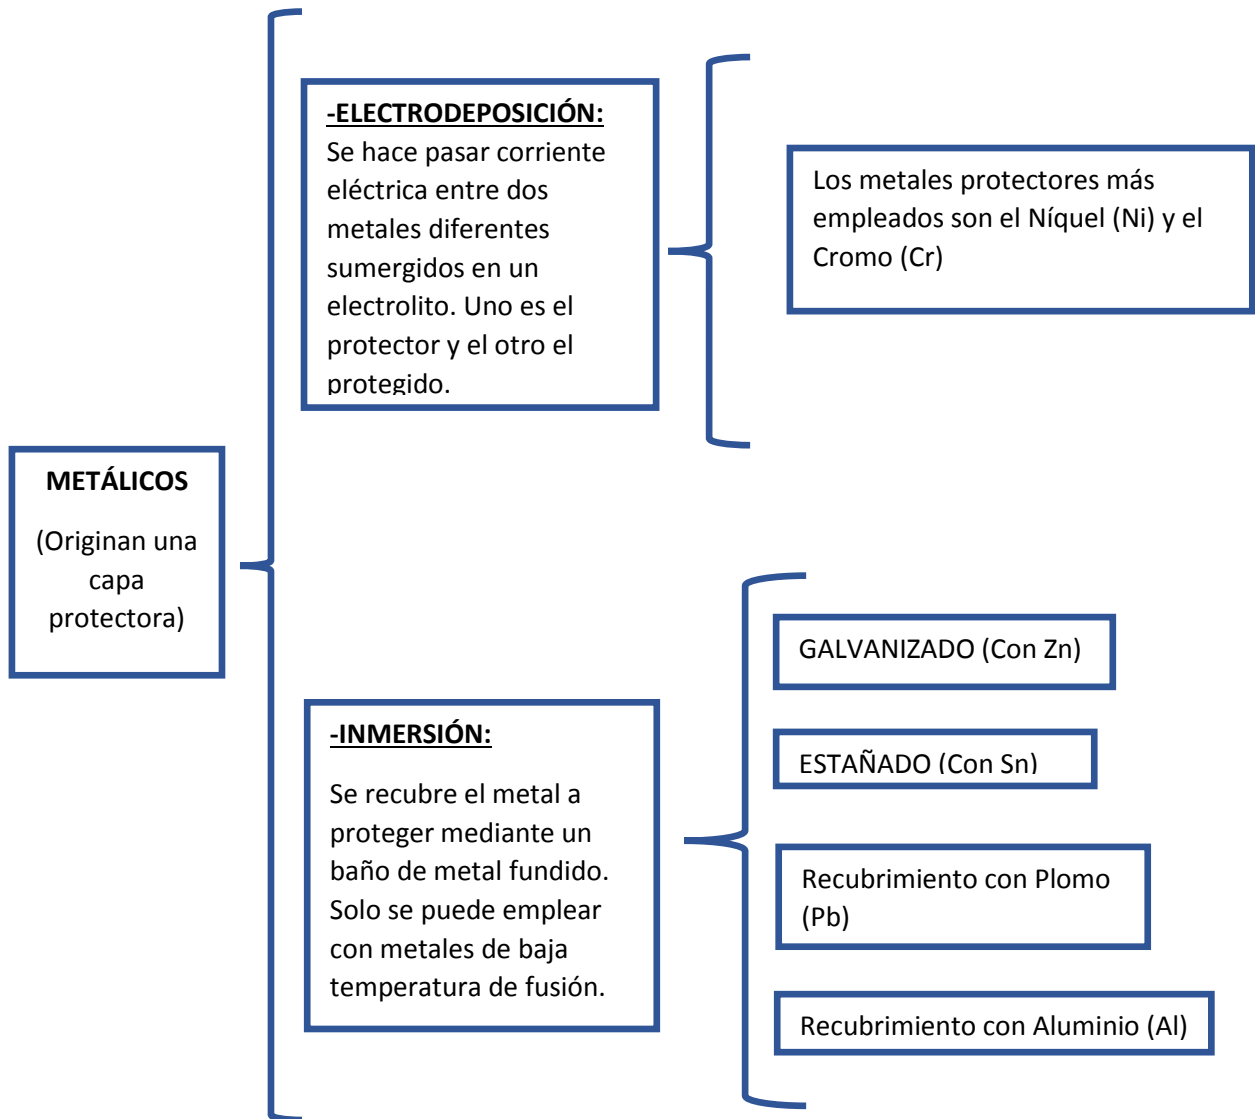 METÁLICOS
(Originan una
capa
protectora)
-ELECTRODEPOSICIÓN:
Se hace pasar corriente
eléctrica entre dos
metales diferentes
sumergidos en un
electrolito. Uno es el
protector y el otro el
protegido.
Los metales protectores más
empleados son el Níquel (Ni) y el
Cromo (Cr)
-INMERSIÓN:
Se recubre el metal a
proteger mediante un
baño de metal fundido.
Solo se puede emplear
con metales de baja
temperatura de fusión.
GALVANIZADO (Con Zn)
ESTAÑADO (Con Sn)
Recubrimiento con Plomo
(Pb)
Recubrimiento con Aluminio (Al)